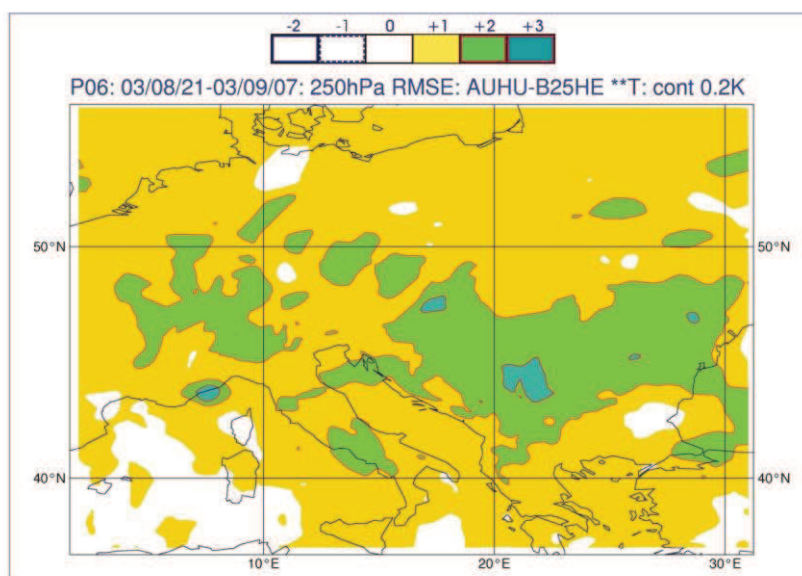 -2 -1 0 +1 +2 +3
P06: 03/08/21-03/09/07: 250hPa RMSE: AUHU-B25HE **T: cont 0.2K
50°N 50°N
40°N 40°N
10°E 20°E 30°E